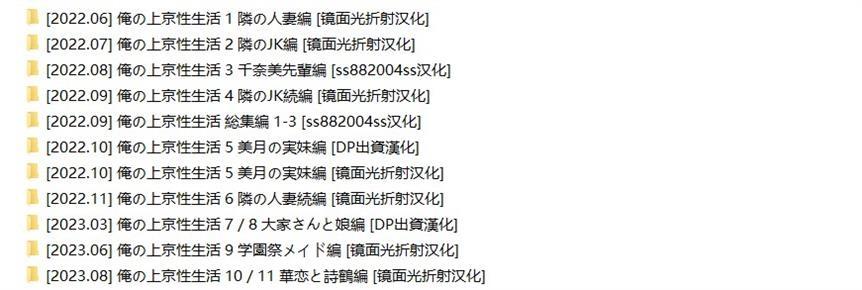 [2022.06] 俺の上京性生活 1 隣の人妻編 [镜面光折射汉化]
[2022.07] 俺の上京性生活 2 隣のJK編 [镜面光折射汉化]
[2022.08] 俺の上京性生活 3 千奈美先輩編 [ss882004ss汉化]
[2022.09] 俺の上京性生活 4 隣のJK続編 [镜面光折射汉化]
[2022.09] 俺の上京性生活 総集編 1-3 [ss882004ss汉化]
[2022.10] 俺の上京性生活 5 美月の実妹編 [DP出資漢化]
[2022.10] 俺の上京性生活 5 美月の実妹編 [镜面光折射汉化]
[2022.11] 俺の上京性生活 6 隣の人妻続編 [镜面光折射汉化]
[2023.03] 俺の上京性生活 7 / 8 大家さんと娘編 [DP出資漢化]
[2023.06] 俺の上京性生活 9 学園祭メイド編 [镜面光折射汉化]
[2023.08] 俺の上京性生活 10 / 11 華恋と詩鶴編 [镜面光折射汉化]